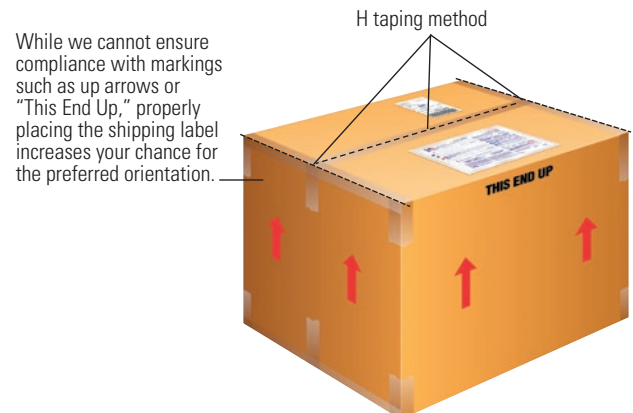 H taping method
While we cannot ensure
compliance with markings
such as up arrows or
“This End Up,” properly
placing the shipping label
increases your chance for
the preferred orientation.
THIS END UP